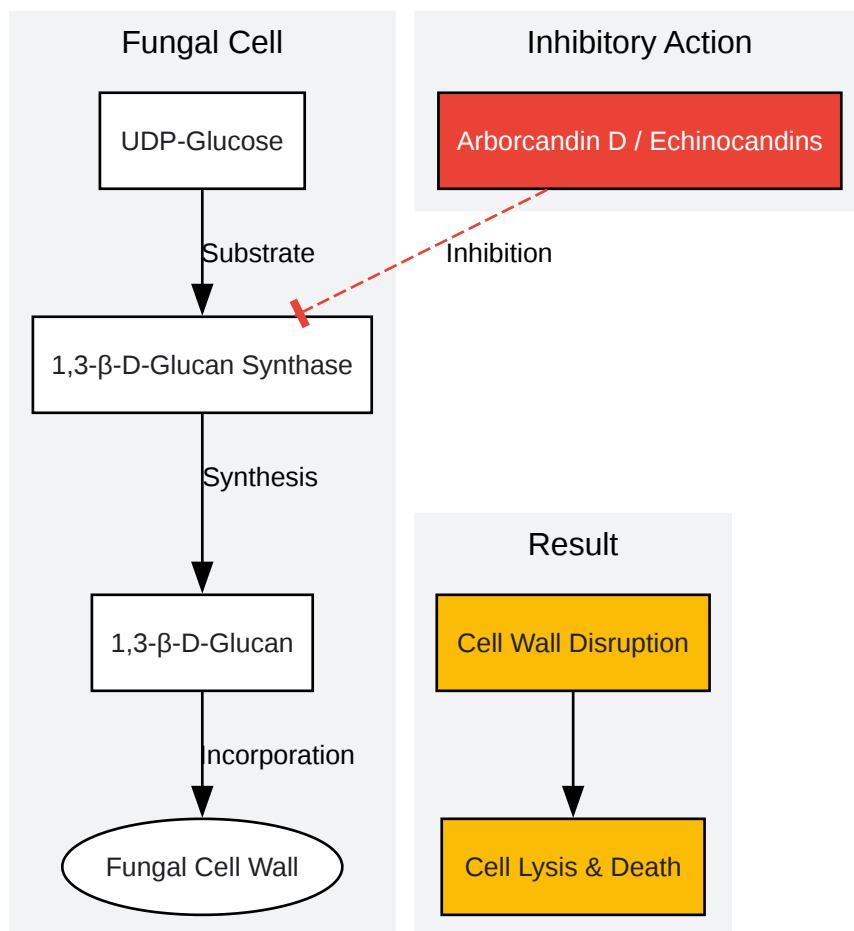 Fungal Cell
UDP-Glucose
Substrate
1,3-β-D-Glucan Synthase
Synthesis
1,3-β-D-Glucan
Incorporation
Fungal Cell Wall
Inhibitory Action
Arborcandin D / Echinocandins
Inhibition
Result
Cell Wall Disruption
Cell Lysis & Death